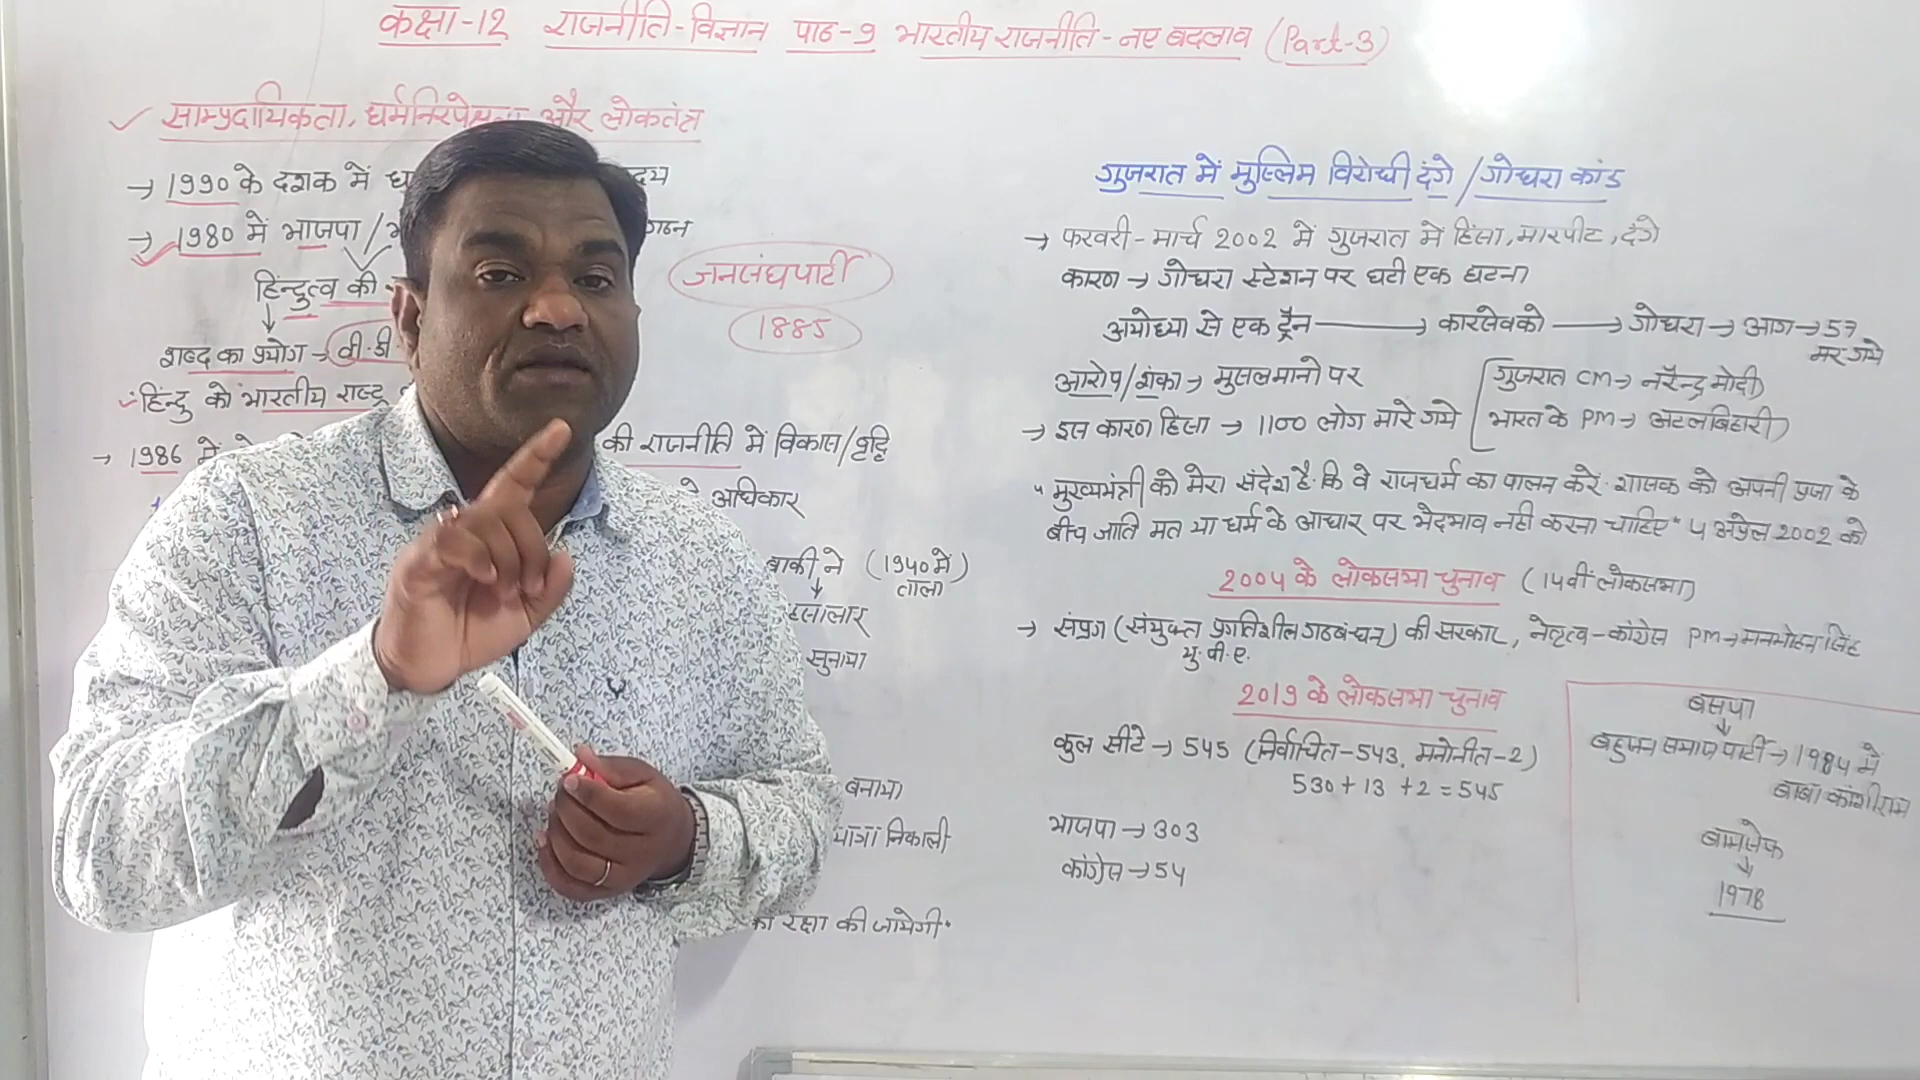 कक्षा-12 राजनीति-विज्ञान पाठ-9 भारतीय राजनीति-नए बदलाव (Part-3)
साम्प्रदायिकता, धर्मनिरपेक्षता और लोकतंत्र
→ 1990 के दशक में
→ 1980 में भाजपा/
हिन्दुत्व की
जनसंघपार्टी
1885
शब्द का प्रयोग → वी.डी
हिन्दु को भारतीय राष्ट्र
→ 1986 में
की राजनीति में विकास/वृद्धि
अधिकार
बाकी ने (1940 में)
ताला
सुनाया
बनाया
यात्रा निकाली
रक्षा की जायेगी"
गुजरात में मुस्लिम विरोधी दंगे/गोधरा कांड
→ फरवरी-मार्च 2002 में गुजरात में हिंसा, मारपीट, दंगे
कारण → गोधरा स्टेशन पर घटी एक घटना
अयोध्या से एक ट्रैन → कारसेवको → गोधरा → आग → 57
मर गये
आरोप/शंका → मुसलमानो पर
गुजरात CM → नरेन्द्र मोदी
→ इस कारण हिंसा → 1100 लोग मारे गये
भारत के PM → अटलबिहारी
"मुख्यमंत्री को मेरा संदेश है कि वे राजधर्म का पालन करें. शासक को अपनी प्रजा के
बीच जाति मत या धर्म के आधार पर भेदभाव नही करना चाहिए" 4 अप्रेल 2002 को
2004 के लोकसभा चुनाव (14वीं लोकसभा)
→ संप्रग (संयुक्त प्रगतिशील गठबंधन) की सरकार, नेतृत्व-कांग्रेस PM → मनमोहन सिंह
यु.पी.ए.
2019 के लोकसभा चुनाव
कुल सीटे → 545 (निर्वाचित-543, मनोनीत-2)
530 + 13 + 2 = 545
भाजपा → 303
कांग्रेस → 54
बसपा
बहुजन समाज पार्टी → 1984 में
बाबा कांशीराम
बामसेफ
1978